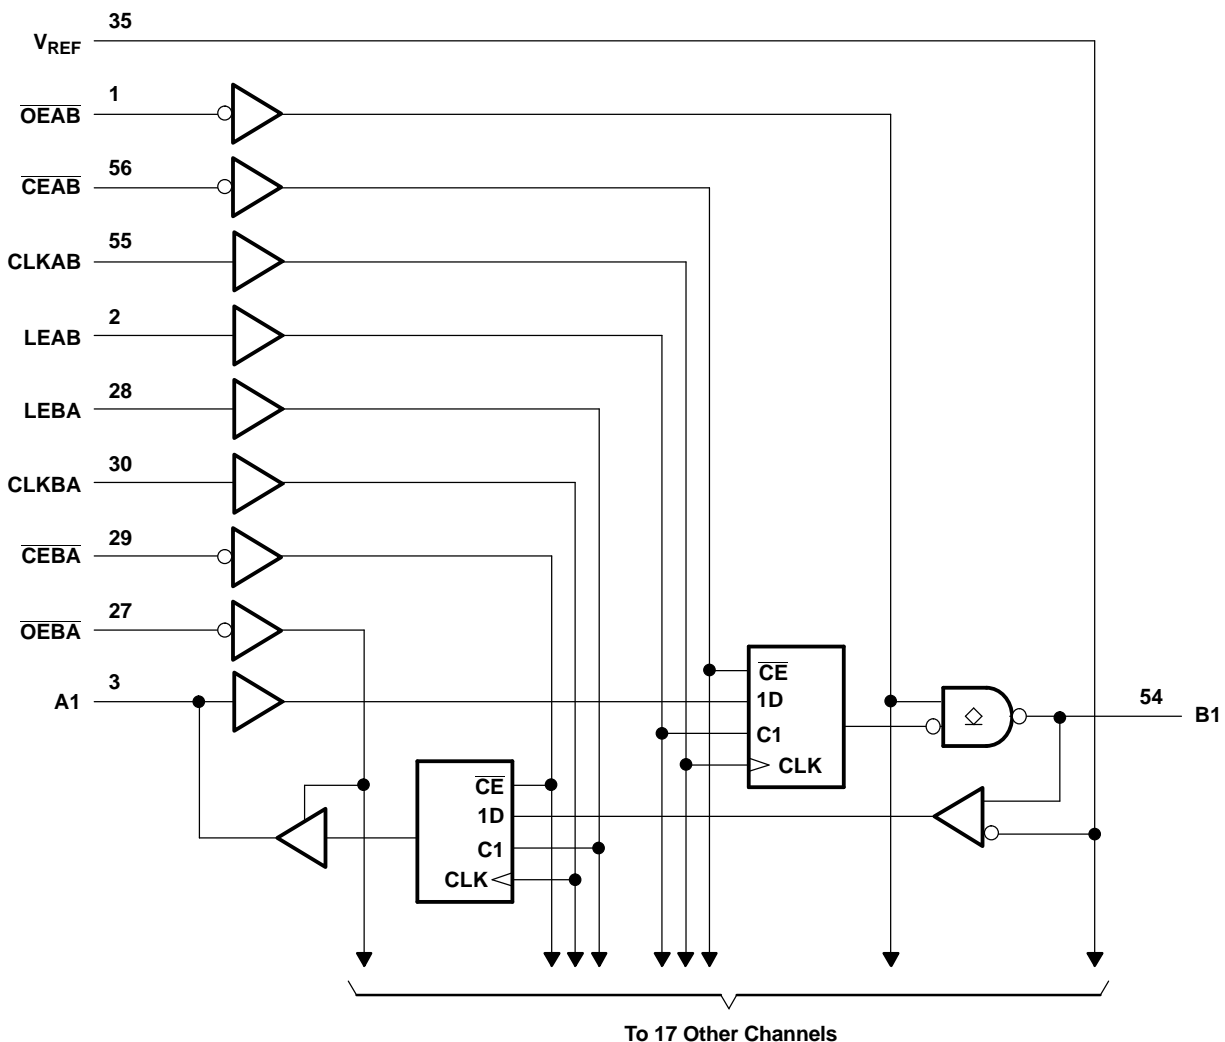 35
VREF
1
OEAB
56
CEAB
55
CLKAB
2
LEAB
28
LEBA
30
CLKBA
29
CEBA
27
OEBA
3
A1
CE
1D
C1
CLK
54
B1
CE
1D
C1
CLK
To 17 Other Channels